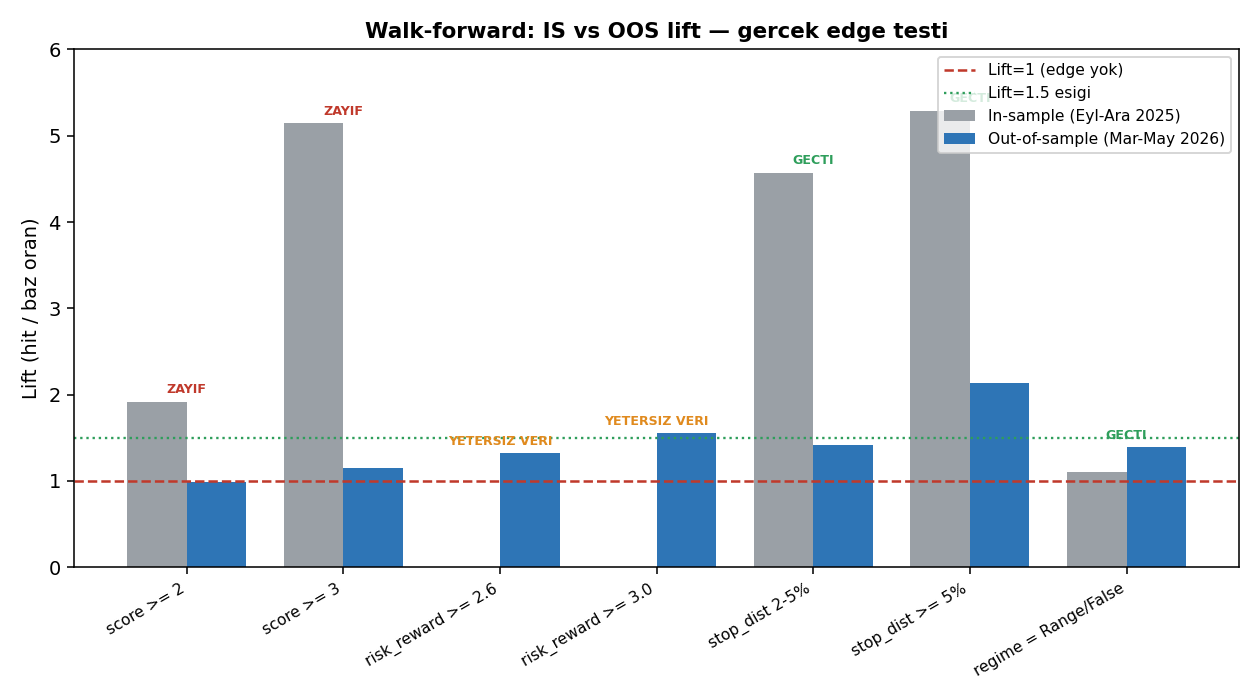 Walk-forward: IS vs OOS lift — gercek edge testi
Lift (hit / baz oran)
6
5
4
3
2
1
0
Lift=1 (edge yok)
Lift=1.5 esigi
In-sample (Eyl-Ara 2025)
Out-of-sample (Mar-May 2026)
ZAYIF
ZAYIF
YETERSIZ VERI
YETERSIZ VERI
GECTI
GECTI
GECTI
score >= 2
score >= 3
risk_reward >= 2.6
risk_reward >= 3.0
stop_dist 2-5%
stop_dist >= 5%
regime = Range/False